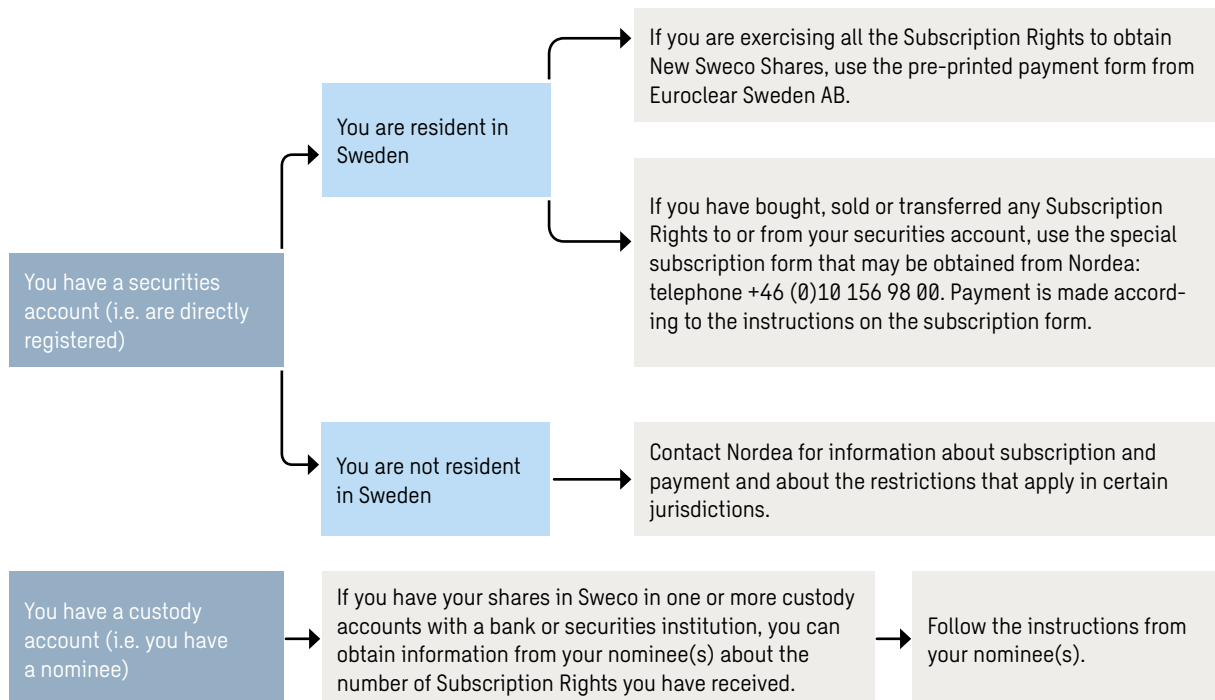 If you are exercising all the Subscription Rights to obtain
New Sweco Shares, use the pre-printed payment form from
Euroclear Sweden AB.
You are resident in
Sweden
If you have bought, sold or transferred any Subscription
Rights to or from your securities account, use the special
subscription form that may be obtained from Nordea:
telephone +46 (0)10 156 98 00. Payment is made accord-
ing to the instructions on the subscription form.
You have a securities
account (i.e. are directly
registered)
You are not resident
in Sweden
Contact Nordea for information about subscription and
payment and about the restrictions that apply in certain
jurisdictions.
You have a custody
account (i.e. you have
a nominee)
If you have your shares in Sweco in one or more custody
accounts with a bank or securities institution, you can
obtain information from your nominee(s) about the
number of Subscription Rights you have received.
Follow the instructions from
your nominee(s).